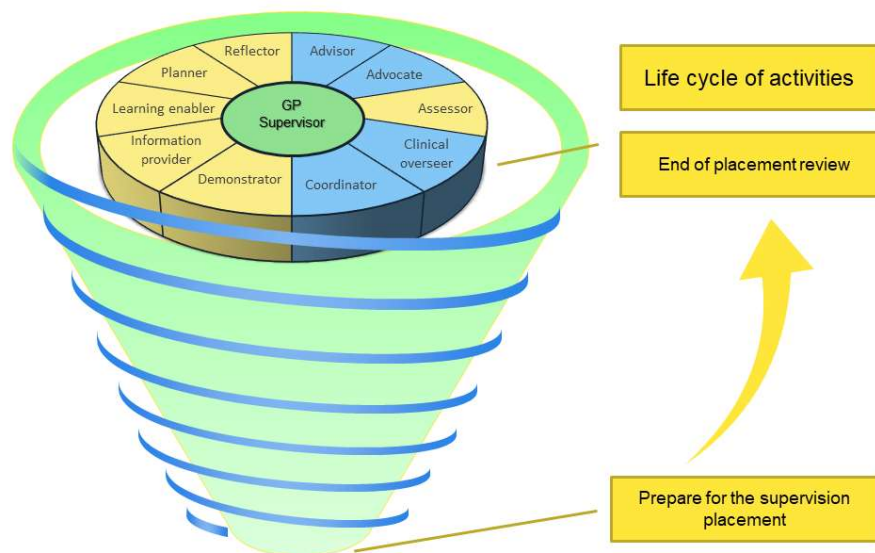 Reflector
Advisor
Planner
Advocate
Learning enabler
GP
Supervisor
Assessor
Information
provider
Clinical
overseer
Demonstrator
Coordinator
Life cycle of activities
End of placement review
Prepare for the supervision
placement